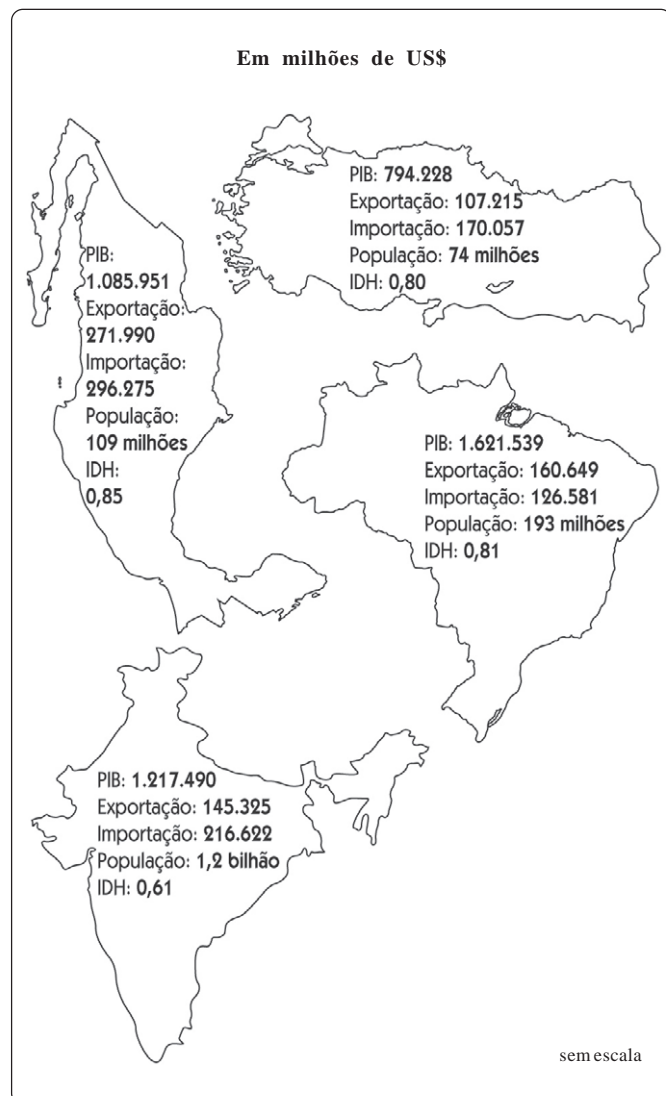 Em milhões de US$
PIB: 794.228
Exportação: 107.215
Importação: 170.057
População: 74 milhões
IDH: 0,80
PIB:
1.085.951
Exportação:
271.990
Importação:
296.275
População:
109 milhões
IDH:
0,85
PIB: 1.621.539
Exportação: 160.649
Importação: 126.581
População: 193 milhões
IDH: 0,81
PIB: 1.217.490
Exportação: 145.325
Importação: 216.622
População: 1,2 bilhão
IDH: 0,61
sem escala